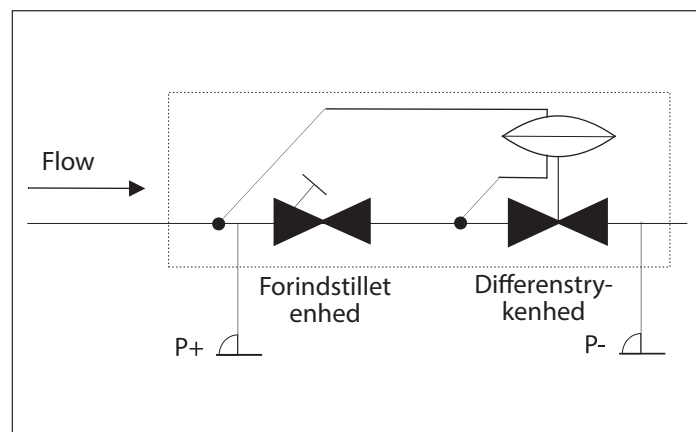 Flow
Forindstillet
enhed
Differenstry-
kenhed
P+
P-